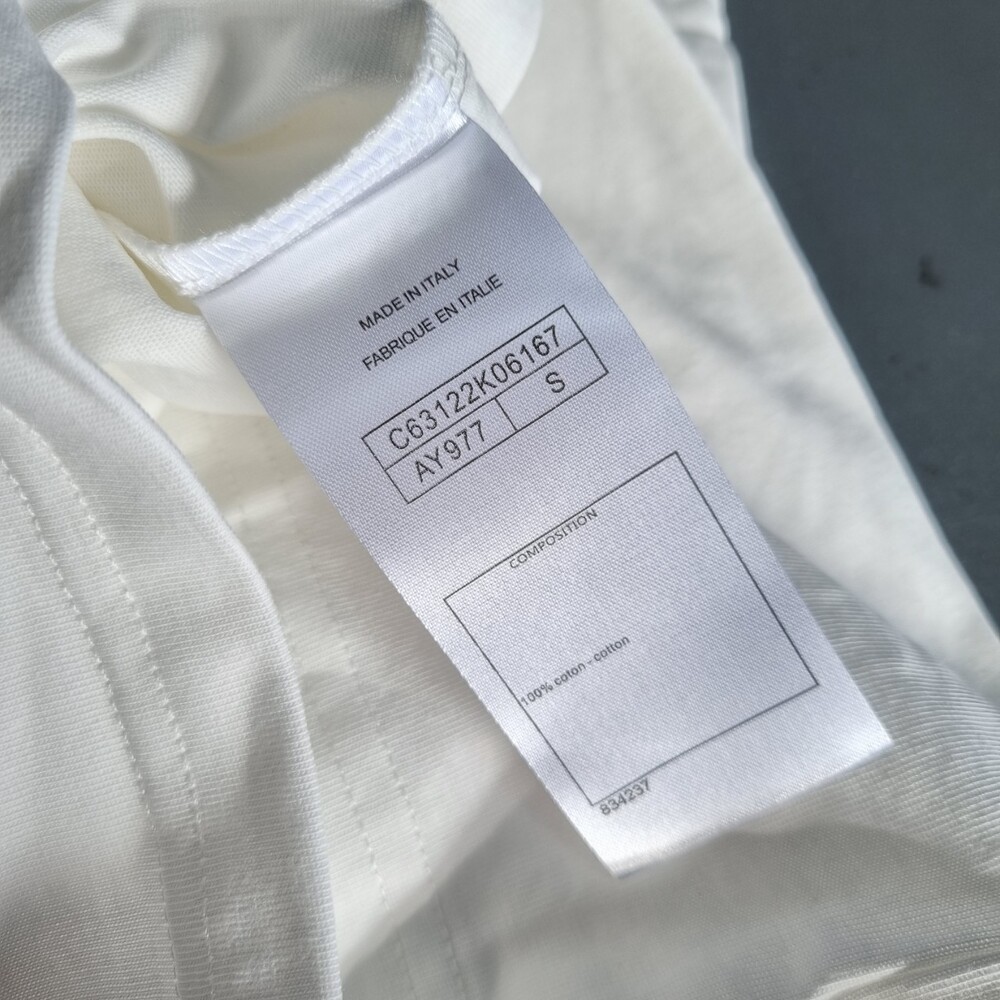 MADE IN ITALY
FABRIQUE EN ITALIE
C63122K06167
AY977 S
COMPOSITION
100% coton - cotton
834237